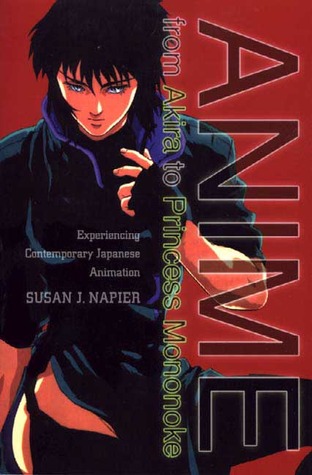 ANIME
from Akira to Princess Mononoke
Experiencing
Contemporary Japanese
Animation
SUSAN J. NAPIER